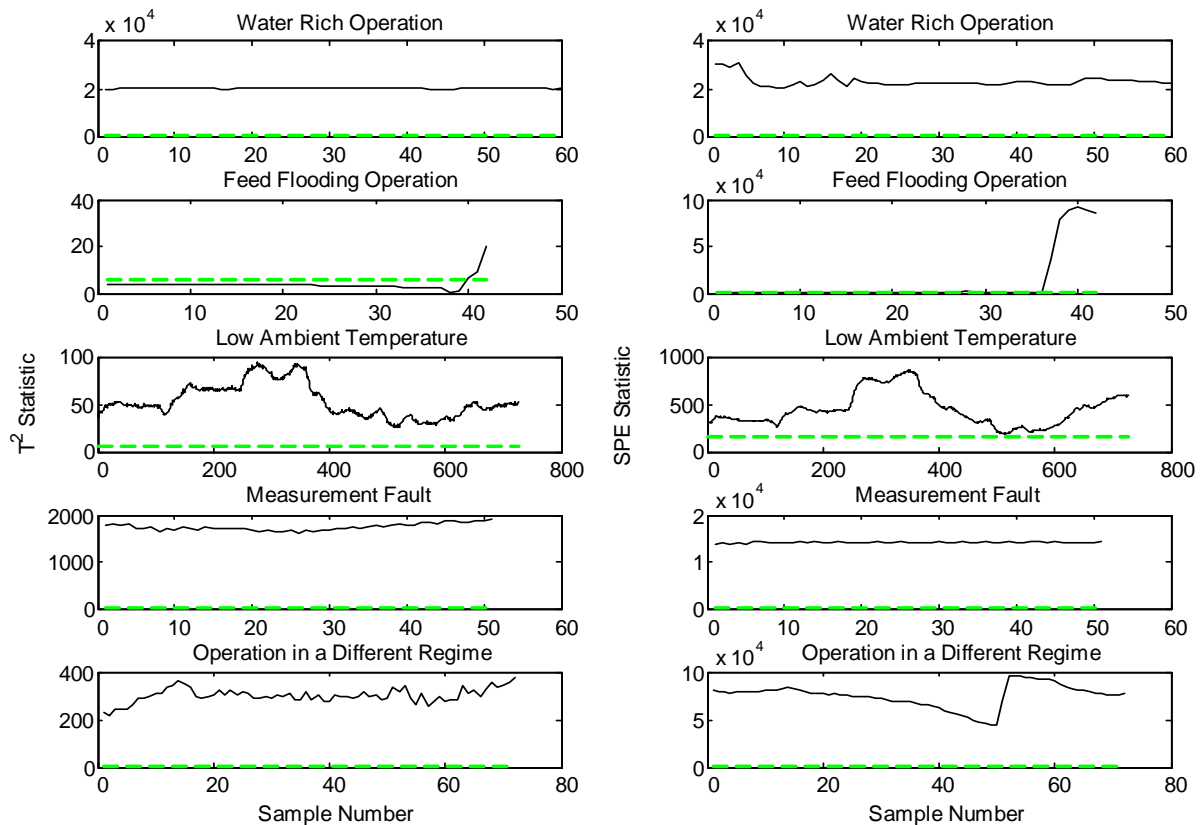 Water Rich Operation
x 10^4
4
2
0
0 10 20 30 40 50 60
Feed Flooding Operation
40
20
0
0 10 20 30 40 50
Low Ambient Temperature
100
50
0
0 200 400 600 800
T^2 Statistic
Measurement Fault
2000
1000
0
0 10 20 30 40 50 60
Operation in a Different Regime
400
200
0
0 20 40 60 80
Sample Number
Water Rich Operation
x 10^4
4
2
0
0 10 20 30 40 50 60
Feed Flooding Operation
x 10^4
10
5
0
0 10 20 30 40 50
Low Ambient Temperature
1000
500
0
0 200 400 600 800
SPE Statistic
Measurement Fault
x 10^4
2
1
0
0 10 20 30 40 50 60
Operation in a Different Regime
x 10^4
10
5
0
0 20 40 60 80
Sample Number